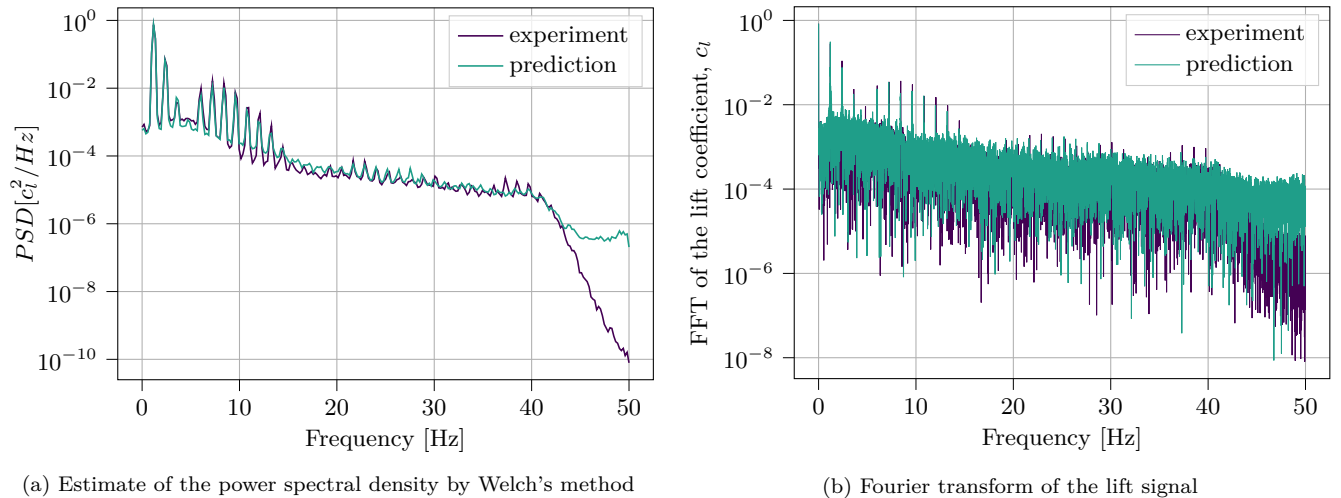 10^0
10^{-2}
10^{-4}
10^{-6}
10^{-8}
10^{-10}
PSD[c_l^2/Hz]
experiment
prediction
0 10 20 30 40 50
Frequency [Hz]
(a) Estimate of the power spectral density by Welch's method
10^0
10^{-2}
10^{-4}
10^{-6}
10^{-8}
FFT of the lift coefficient, c_l
experiment
prediction
0 10 20 30 40 50
Frequency [Hz]
(b) Fourier transform of the lift signal